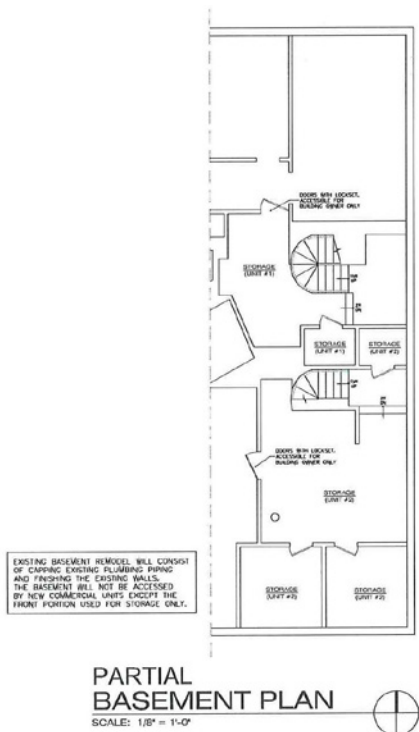 DOORS WITH LOCKSET,
ACCESSIBLE FOR
BUILDING OWNER ONLY
STORAGE
(UNIT #1)
STORAGE
(UNIT #1)
STORAGE
(UNIT #2)
DOORS WITH LOCKSET,
ACCESSIBLE FOR
BUILDING OWNER ONLY
STORAGE
(UNIT #2)
EXISTING BASEMENT REMODEL WILL CONSIST
OF CAPPING EXISTING PLUMBING PIPING
AND FINISHING THE EXISTING WALLS.
THE BASEMENT WILL NOT BE ACCESSED
BY NEW COMMERCIAL UNITS EXCEPT THE
FRONT PORTION USED FOR STORAGE ONLY.
STORAGE
(UNIT #2)
STORAGE
(UNIT #2)
PARTIAL
BASEMENT PLAN
SCALE: 1/8" = 1'-0"